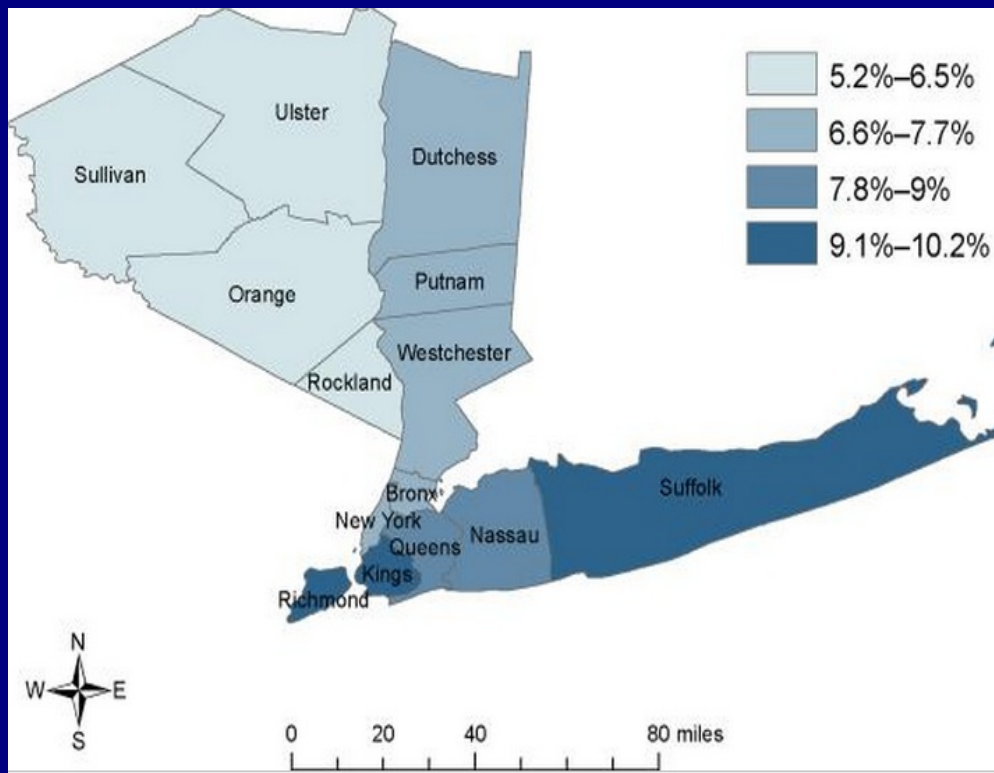 5.2%–6.5%
6.6%–7.7%
7.8%–9%
9.1%–10.2%
Ulster
Sullivan
Dutchess
Orange
Putnam
Westchester
Rockland
Bronx
New York
Queens
Nassau
Suffolk
Kings
Richmond
N
W E
S
0 20 40 80 miles